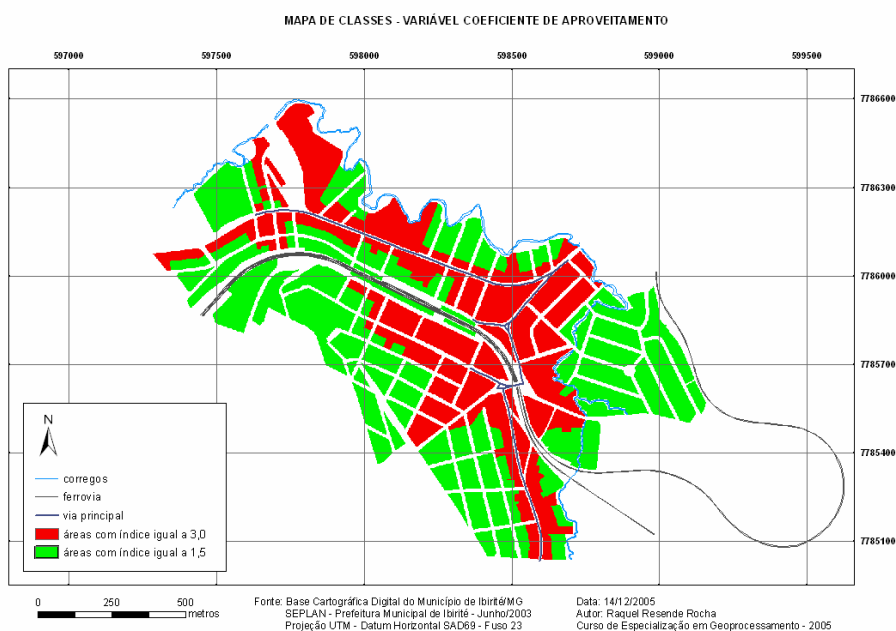 MAPA DE CLASSES - VARIÁVEL COEFICIENTE DE APROVEITAMENTO
597000 597500 598000 598500 599000 599500
7786600
7786300
7786000
7785700
7785400
7785100
N
corregos
ferrovia
via principal
áreas com índice igual a 3,0
áreas com índice igual a 1,5
0 250 500 metros
Fonte: Base Cartográfica Digital do Município de Ibirité/MG
SEPLAN - Prefeitura Municipal de Ibirité - Junho/2003
Projeção UTM - Datum Horizontal SAD69 - Fuso 23
Data: 14/12/2005
Autor: Raquel Resende Rocha
Curso de Especialização em Geoprocessamento - 2005